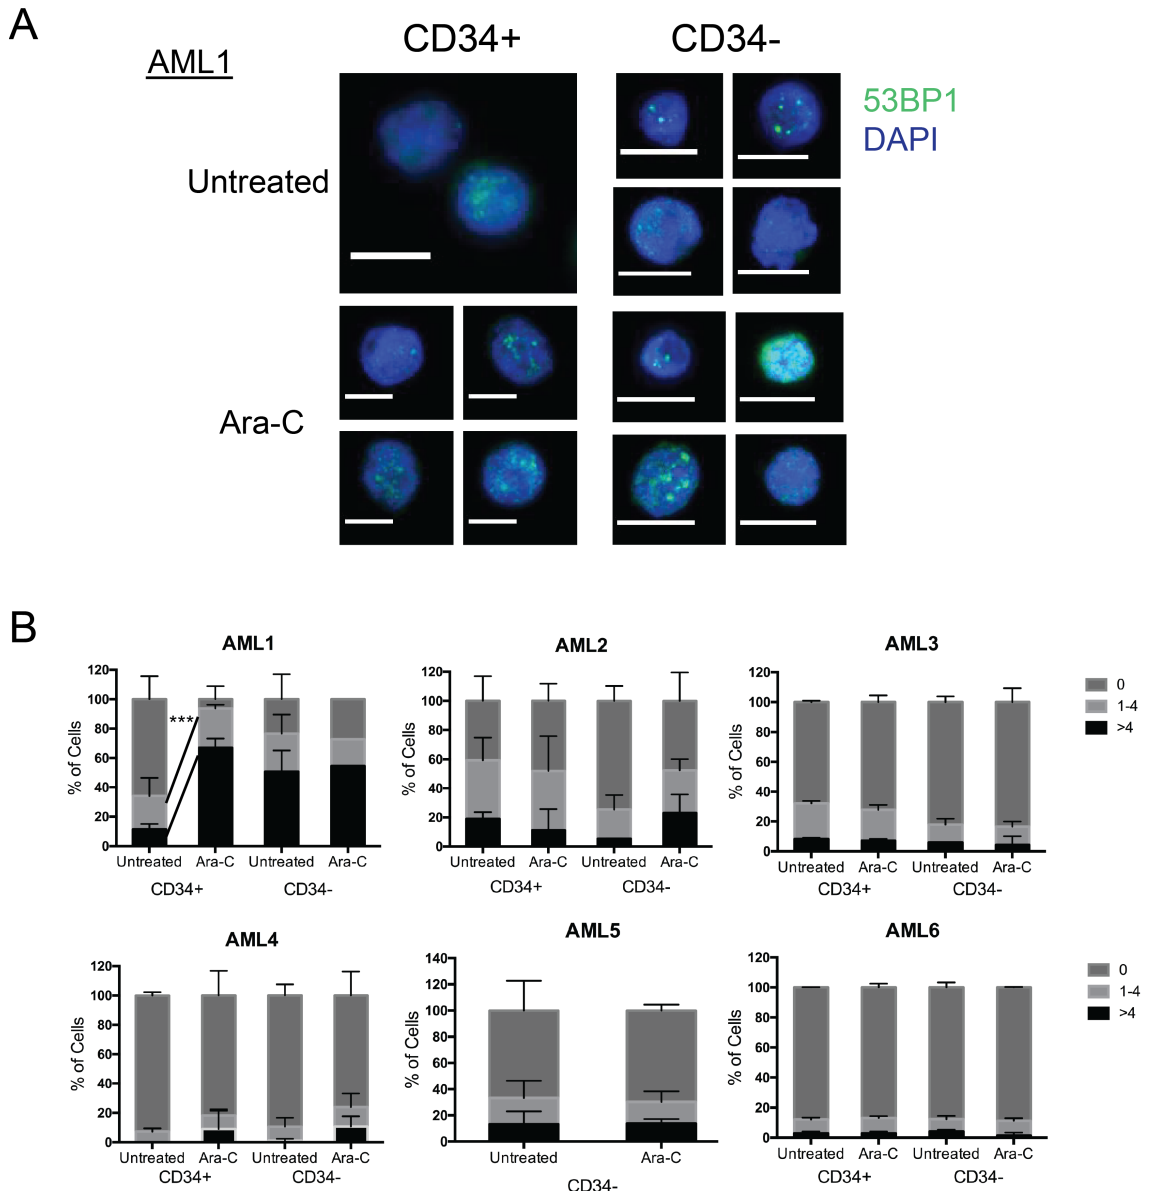 A
CD34+ CD34-
AML1
53BP1
DAPI
Untreated
Ara-C
B
AML1
120
100
80
60
40
20
0
% of Cells
***
Untreated Ara-C Untreated Ara-C
CD34+ CD34-
AML2
120
100
80
60
40
20
0
% of Cells
Untreated Ara-C Untreated Ara-C
CD34+ CD34-
AML3
120
100
80
60
40
20
0
% of Cells
Untreated Ara-C Untreated Ara-C
CD34+ CD34-
0
1-4
>4
AML4
120
100
80
60
40
20
0
% of Cells
Untreated Ara-C Untreated Ara-C
CD34+ CD34-
AML5
140
120
100
80
60
40
20
0
% of Cells
Untreated Ara-C
CD34-
AML6
120
100
80
60
40
20
0
% of Cells
Untreated Ara-C Untreated Ara-C
CD34+ CD34-
0
1-4
>4